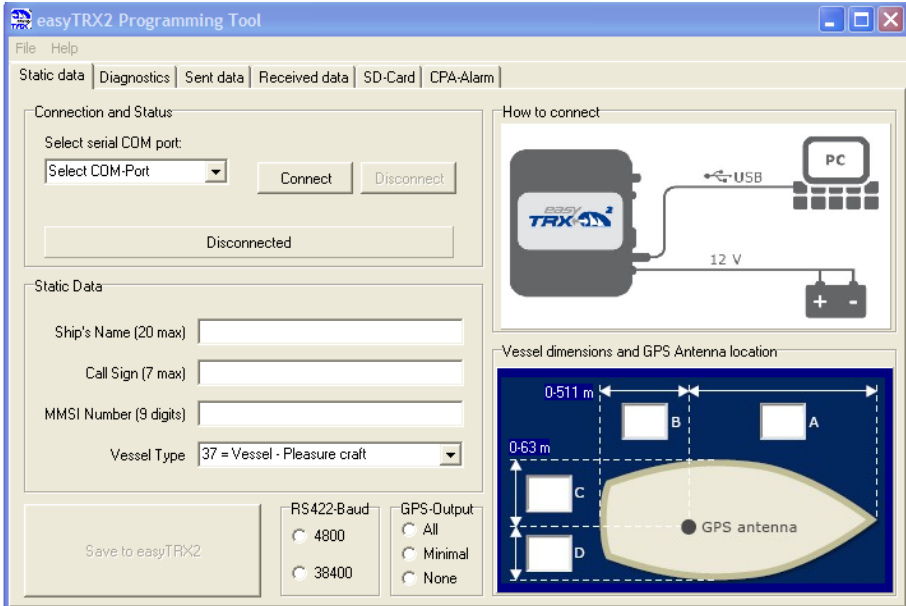 easyTRX2 Programming Tool
File Help
Static data Diagnostics Sent data Received data SD-Card CPA-Alarm
Connection and Status
Select serial COM port:
Select COM-Port
Connect
Disconnect
Disconnected
How to connect
easy
TRX 2
USB
PC
12 V
+ -
Static Data
Ship's Name (20 max)
Call Sign (7 max)
MMSI Number (9 digits)
Vessel Type 37 = Vessel - Pleasure craft
Vessel dimensions and GPS Antenna location
0-511 m
B
A
0-63 m
C
GPS antenna
D
Save to easyTRX2
RS422-Baud
4800
38400
GPS-Output
All
Minimal
None